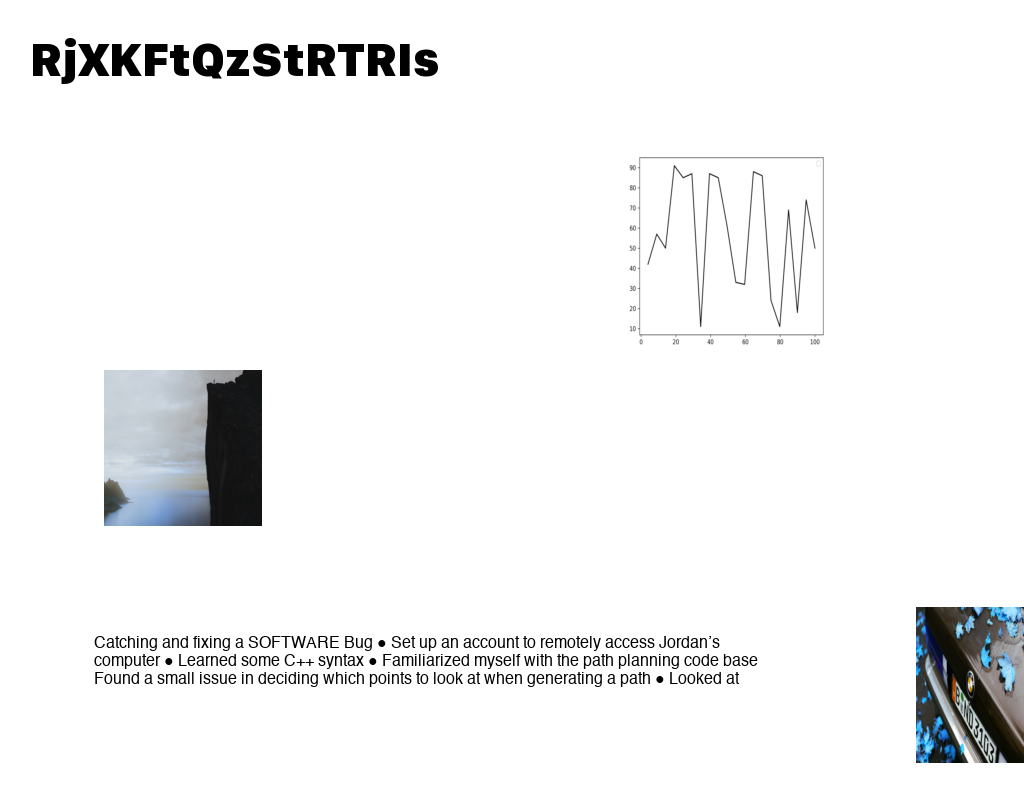 RjXKFtQzStRTRIs
90
80
70
60
50
40
30
20
10
0 20 40 60 80 100
Catching and fixing a SOFTWARE Bug ● Set up an account to remotely access Jordan’s
computer ● Learned some C++ syntax ● Familiarized myself with the path planning code base
Found a small issue in deciding which points to look at when generating a path ● Looked at